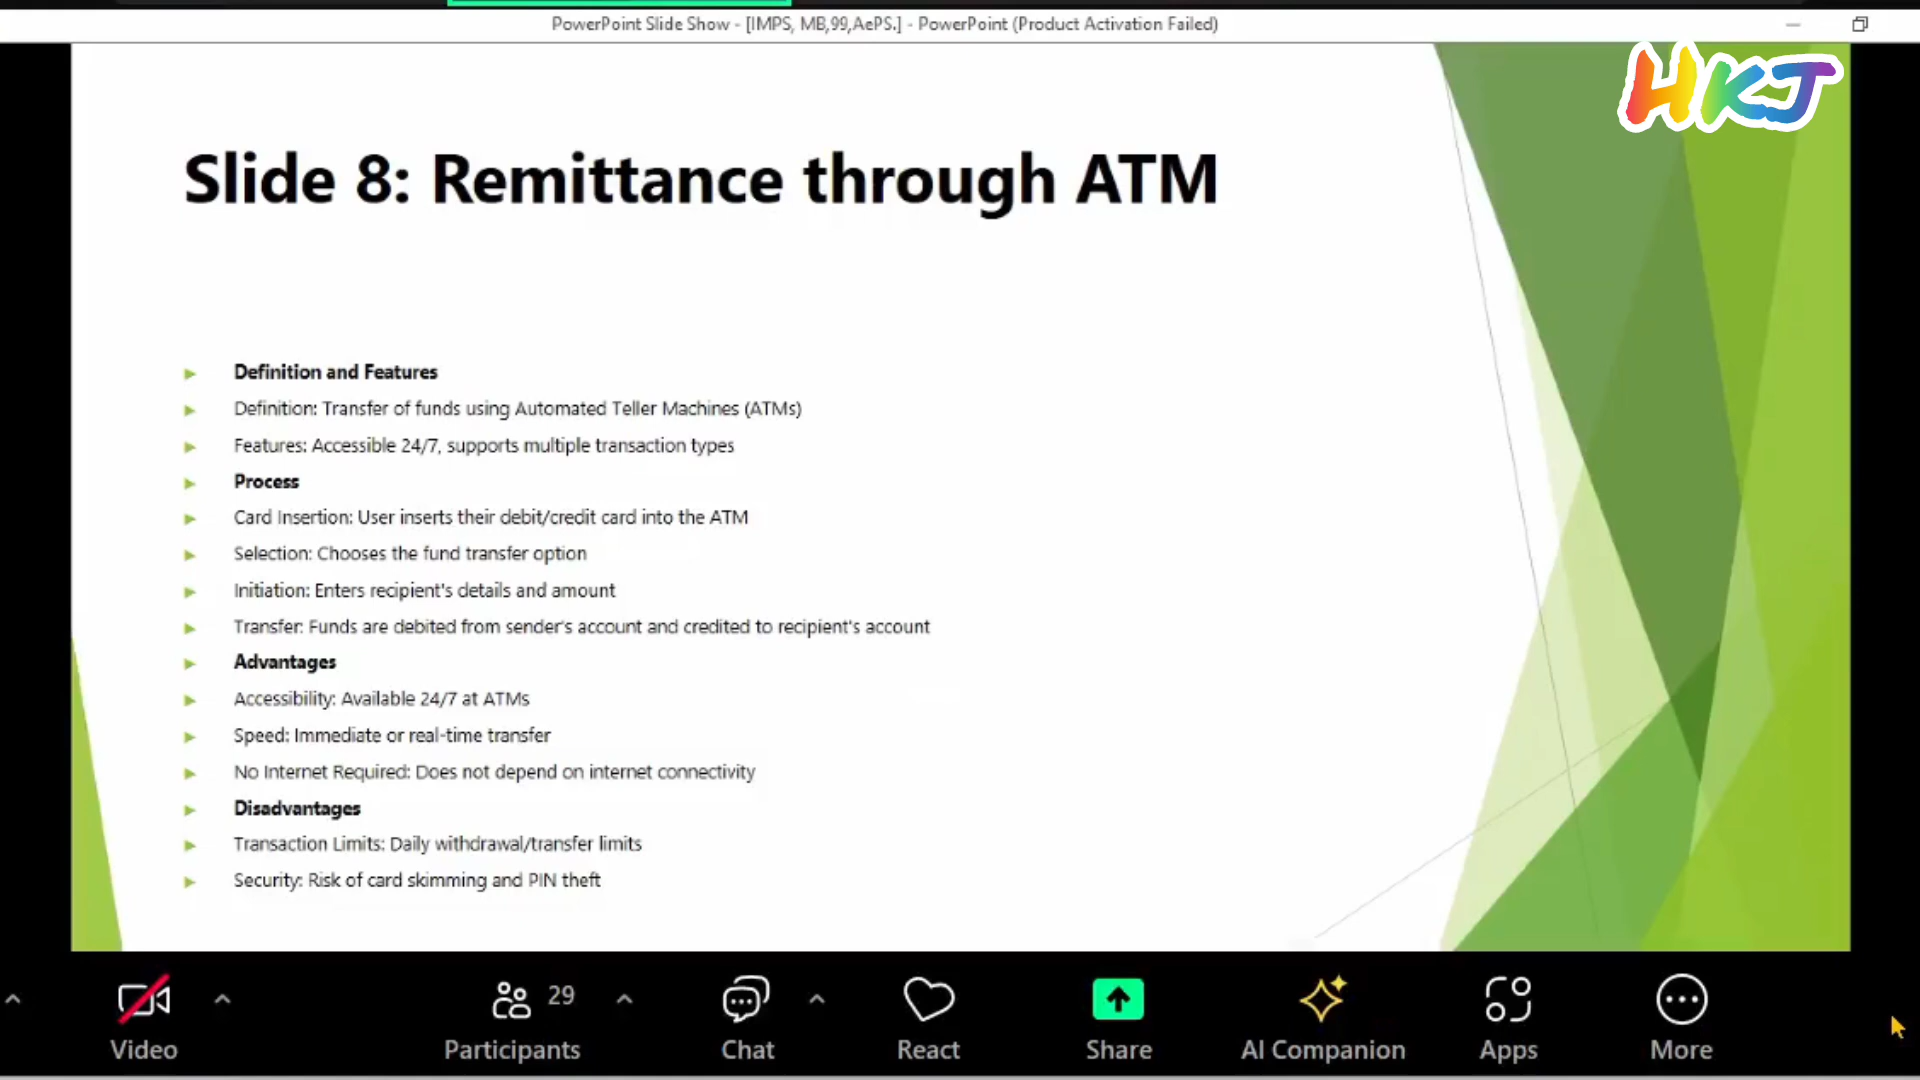 PowerPoint Slide Show - [IMPS, MB,99,AePS.] - PowerPoint (Product Activation Failed)
HKJ
Slide 8: Remittance through ATM
Definition and Features
Definition: Transfer of funds using Automated Teller Machines (ATMs)
Features: Accessible 24/7, supports multiple transaction types
Process
Card Insertion: User inserts their debit/credit card into the ATM
Selection: Chooses the fund transfer option
Initiation: Enters recipient's details and amount
Transfer: Funds are debited from sender's account and credited to recipient's account
Advantages
Accessibility: Available 24/7 at ATMs
Speed: Immediate or real-time transfer
No Internet Required: Does not depend on internet connectivity
Disadvantages
Transaction Limits: Daily withdrawal/transfer limits
Security: Risk of card skimming and PIN theft
29
Video Participants Chat React Share AI Companion Apps More